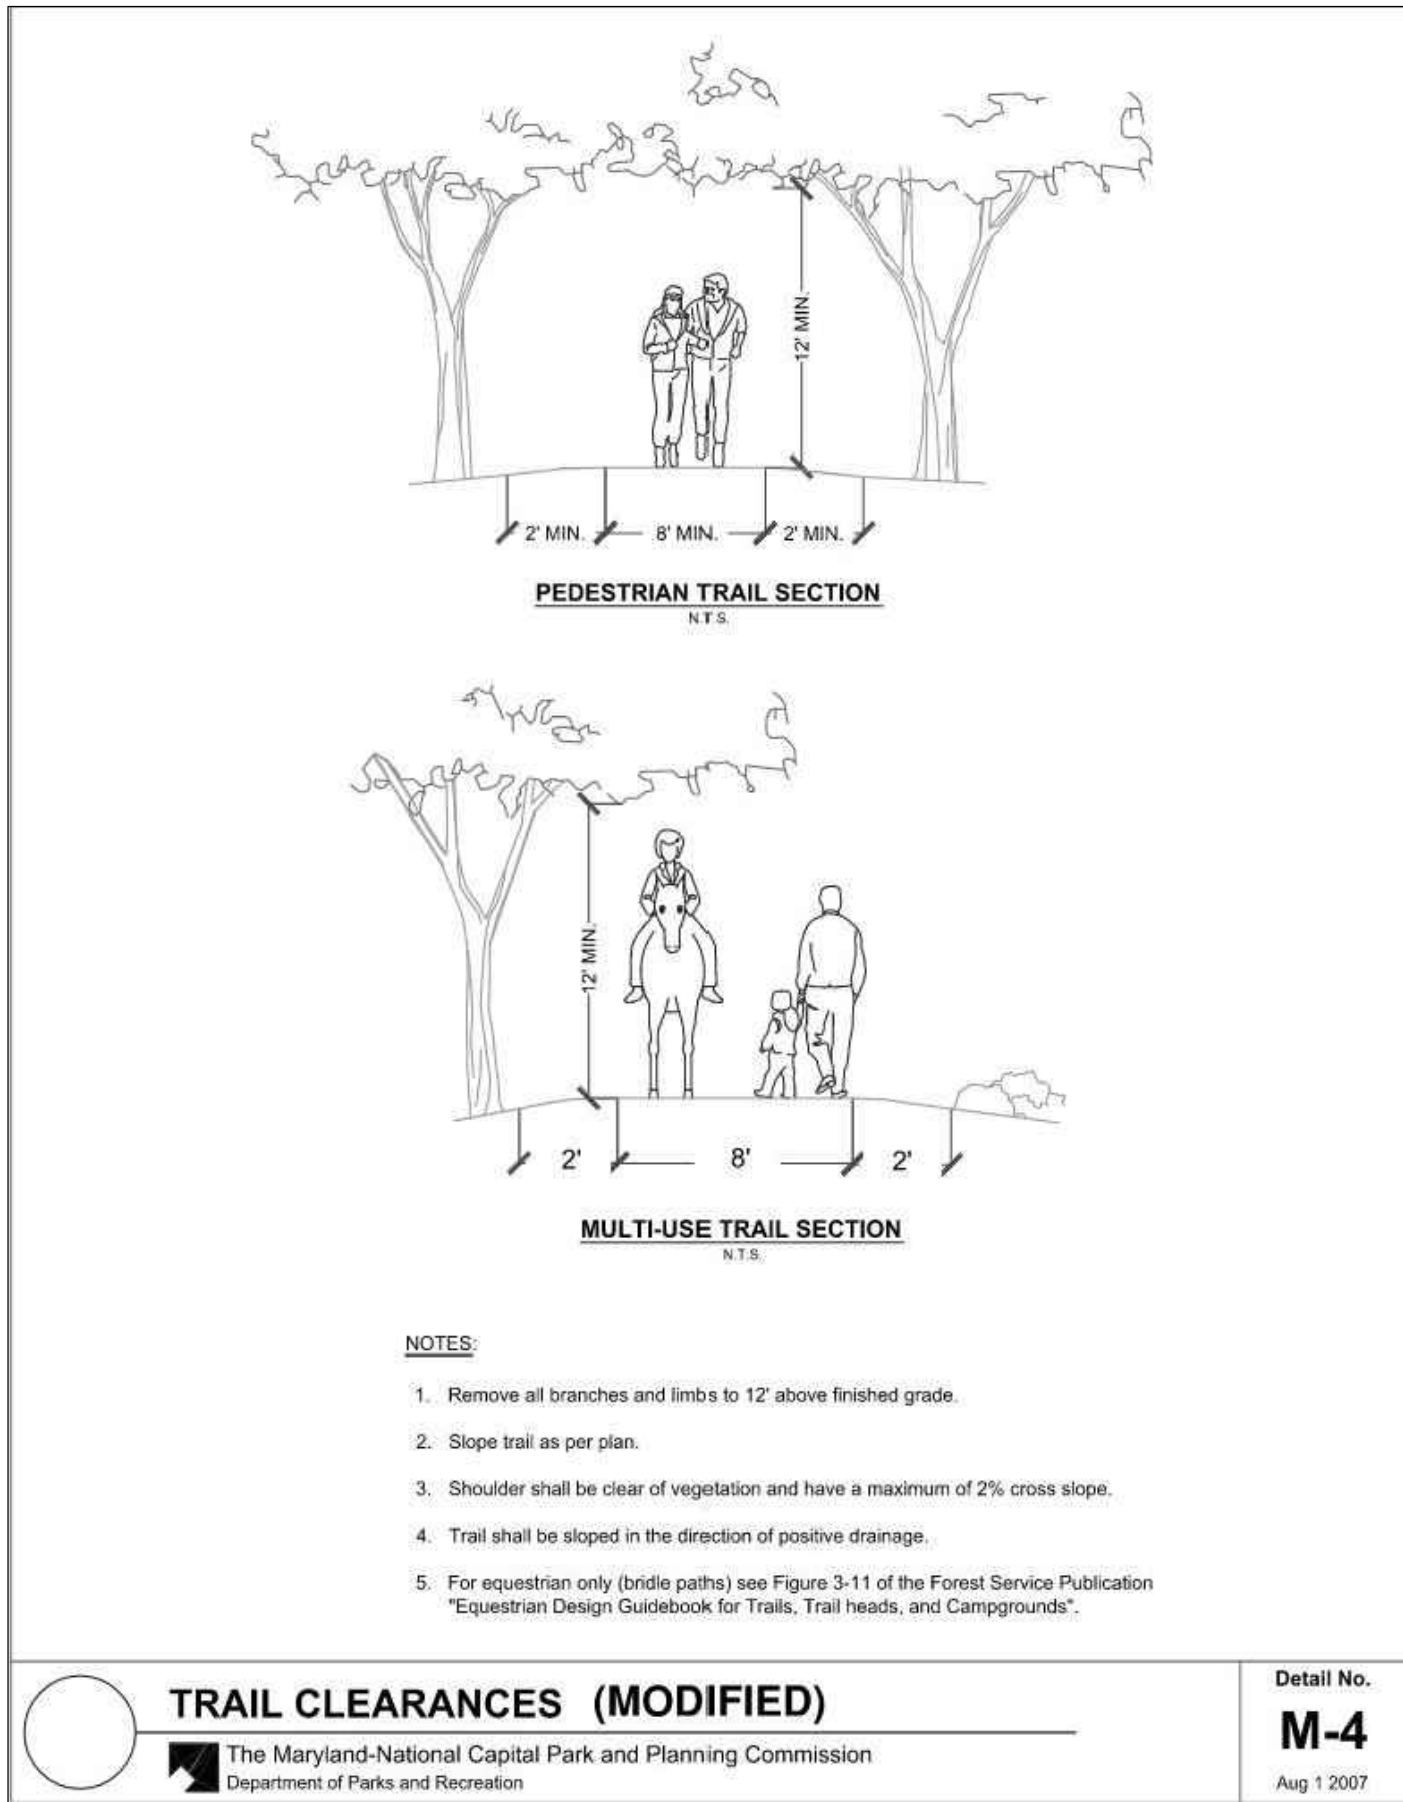 12' MIN.
2' MIN. 8' MIN. 2' MIN.
PEDESTRIAN TRAIL SECTION
N.T.S.
12' MIN.
2' 8' 2'
MULTI-USE TRAIL SECTION
N.T.S.
NOTES:
1. Remove all branches and limbs to 12' above finished grade.
2. Slope trail as per plan.
3. Shoulder shall be clear of vegetation and have a maximum of 2% cross slope.
4. Trail shall be sloped in the direction of positive drainage.
5. For equestrian only (bridle paths) see Figure 3-11 of the Forest Service Publication
"Equestrian Design Guidebook for Trails, Trail heads, and Campgrounds".
TRAIL CLEARANCES (MODIFIED)
The Maryland-National Capital Park and Planning Commission
Department of Parks and Recreation
Detail No.
M-4
Aug 1 2007